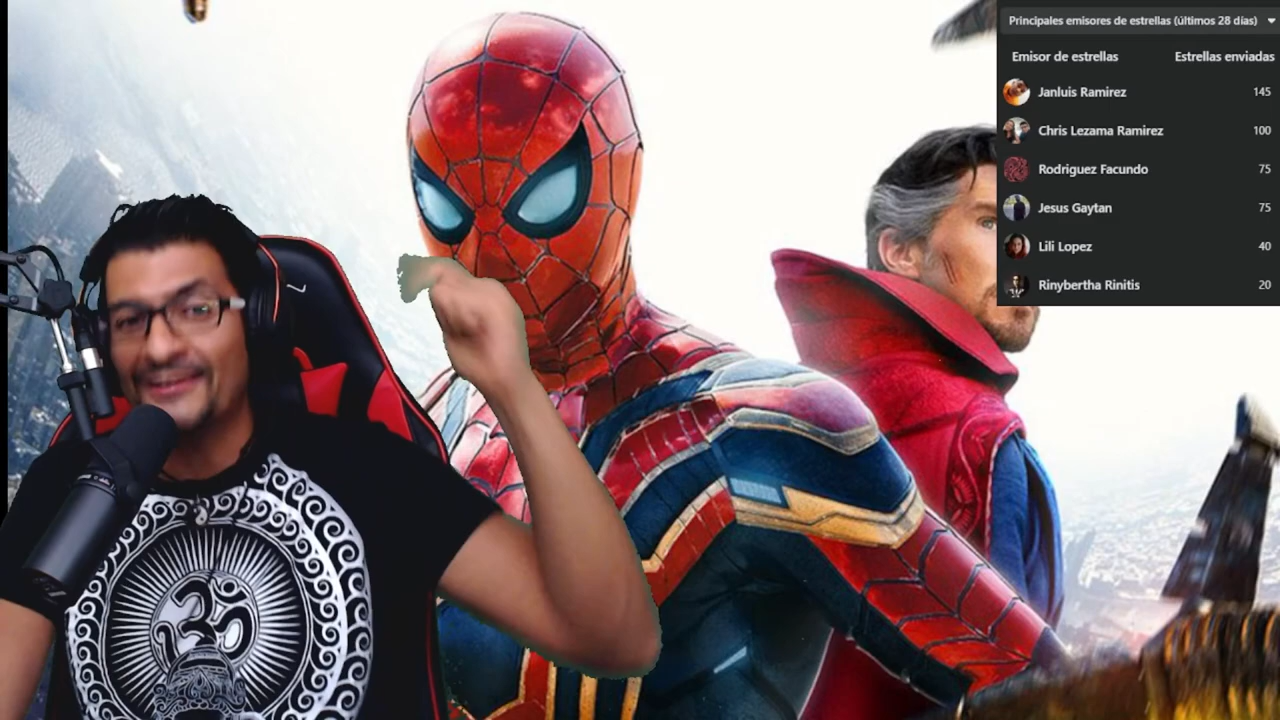 Principales emisores de estrellas (últimos 28 días)
Emisor de estrellas Estrellas enviadas
Janluis Ramirez 145
Chris Lezama Ramirez 100
Rodriguez Facundo 75
Jesus Gaytan 75
Lili Lopez 40
Rinybertha Rinitis 20